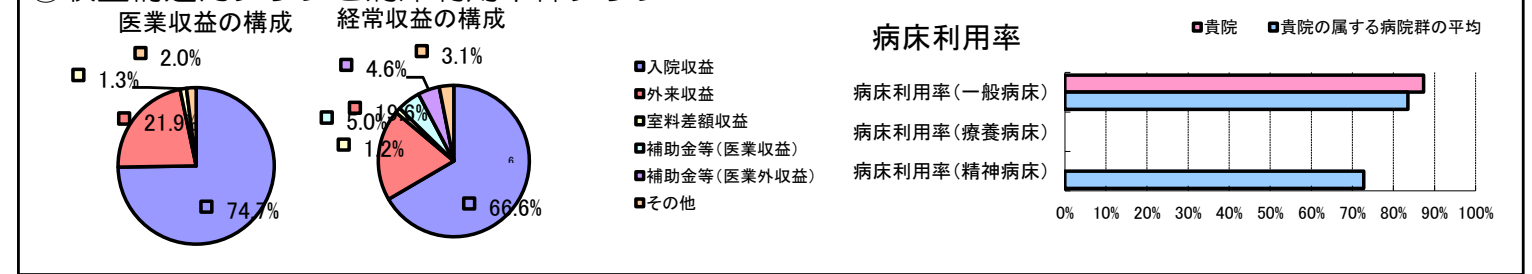 医業収益の構成
2.0%
1.3%
21.9%
74.7%
経常収益の構成
3.1%
4.6%
19.6%
5.0%
1.2%
66.6%
入院収益
外来収益
室料差額収益
補助金等(医業収益)
補助金等(医業外収益)
その他
病床利用率
貴院 貴院の属する病院群の平均
病床利用率(一般病床)
病床利用率(療養病床)
病床利用率(精神病床)
0% 10% 20% 30% 40% 50% 60% 70% 80% 90% 100%